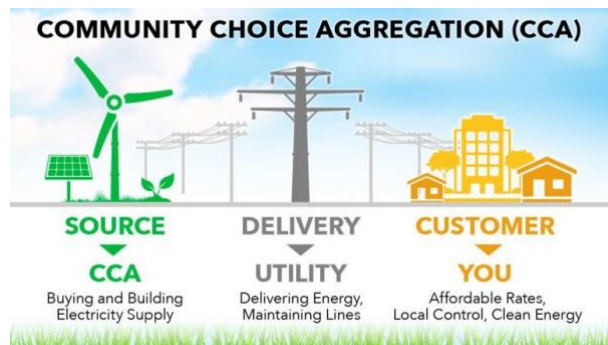 COMMUNITY CHOICE AGGREGATION (CCA)
SOURCE
CCA
Buying and Building
Electricity Supply
DELIVERY
UTILITY
Delivering Energy,
Maintaining Lines
CUSTOMER
YOU
Affordable Rates,
Local Control, Clean Energy